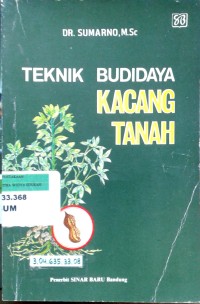 DR. SUMARNO, M.Sc
TEKNIK BUDIDAYA
KACANG
TANAH
33.368
UM
3.04.635.33.08
Penerbit SINAR BARU Bandung